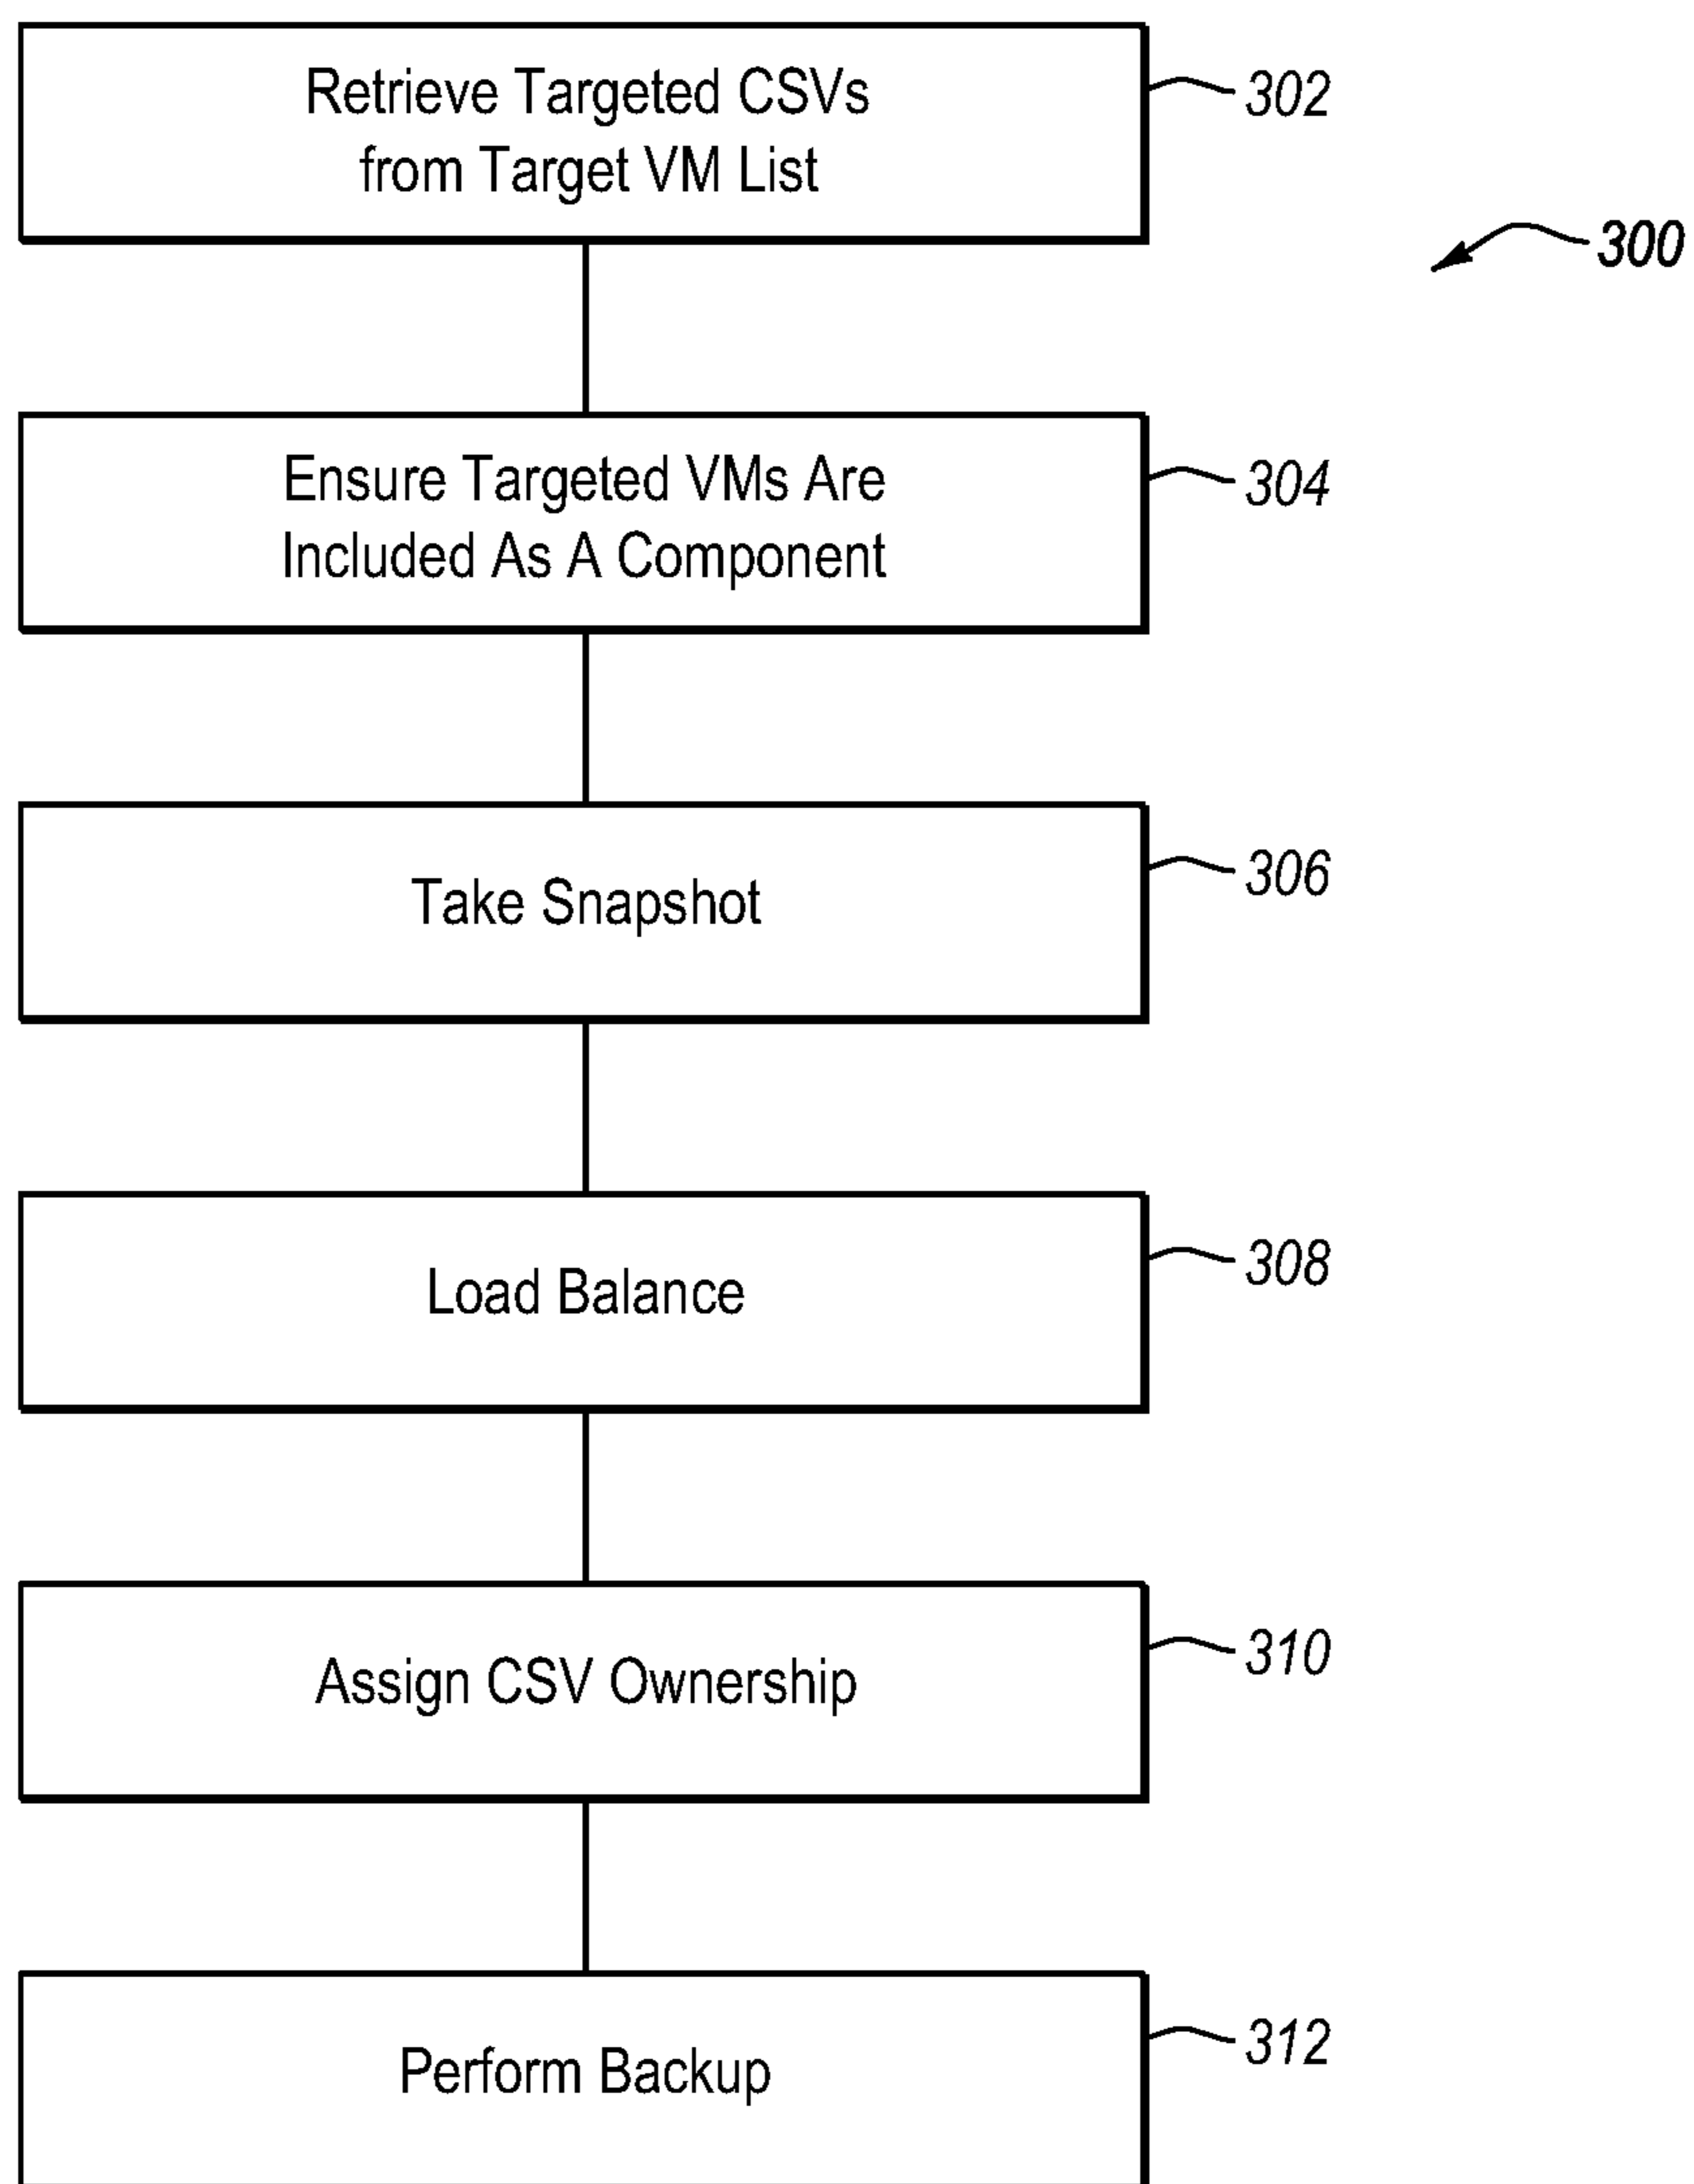 Retrieve Targeted CSVs
from Target VM List
302
300
Ensure Targeted VMs Are
Included As A Component
304
Take Snapshot
306
Load Balance
308
Assign CSV Ownership
310
Perform Backup
312